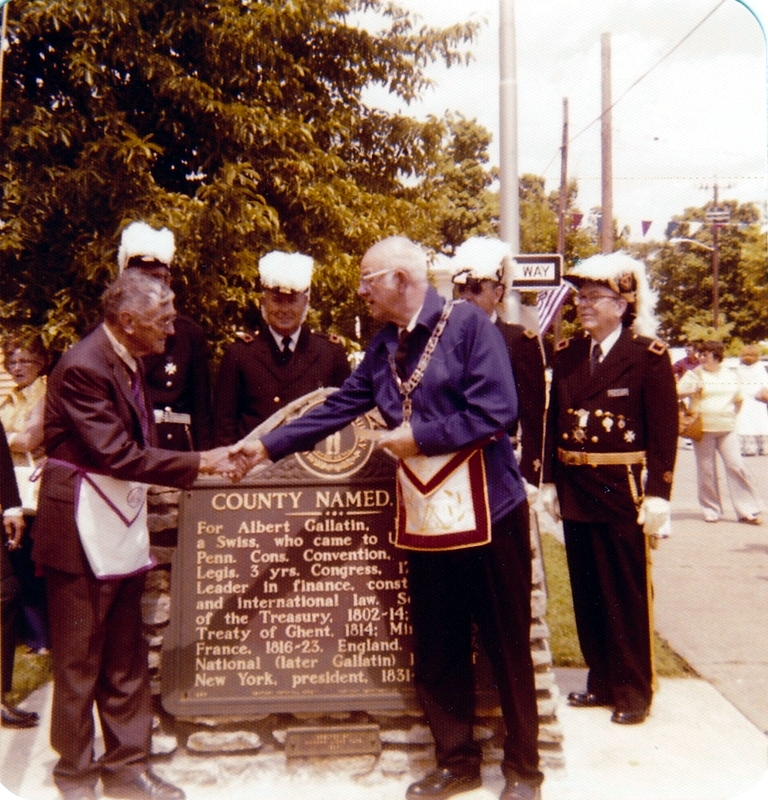 WAY
COUNTY NAMED,
For Albert Gallatin,
a Swiss, who came to
Penn. Cons. Convention,
Legis. 3 yrs. Congress,
Leader in finance, const
and international law. Se
of the Treasury, 1802-14;
Treaty of Ghent, 1814; Mi
France, 1816-23, England,
National (later Gallatin)
New York, president, 1831-